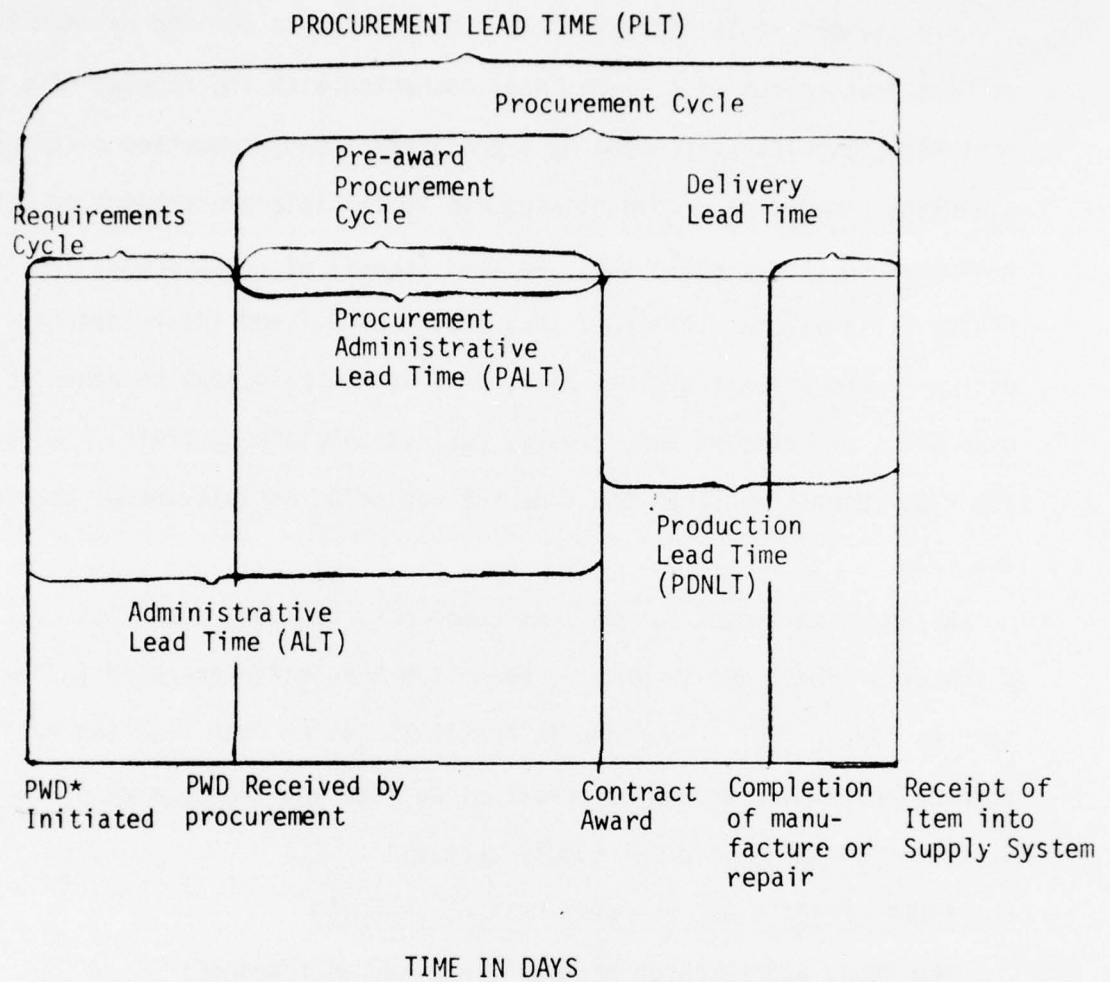 PROCUREMENT LEAD TIME (PLT)
Procurement Cycle
Pre-award
Procurement
Cycle
Delivery
Lead Time
Requirements
Cycle
Procurement
Administrative
Lead Time (PALT)
Production
Lead Time
(PDNLT)
Administrative
Lead Time (ALT)
PWD*
Initiated
PWD Received by
procurement
Contract
Award
Completion
of manu-
facture or
repair
Receipt of
Item into
Supply System
TIME IN DAYS